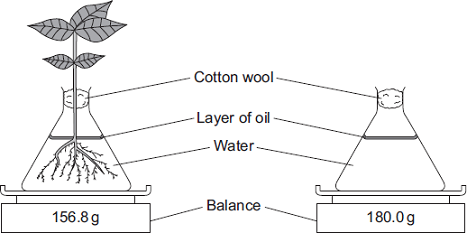 Cotton wool
Layer of oil
Water
Balance
156.8 g
180.0 g